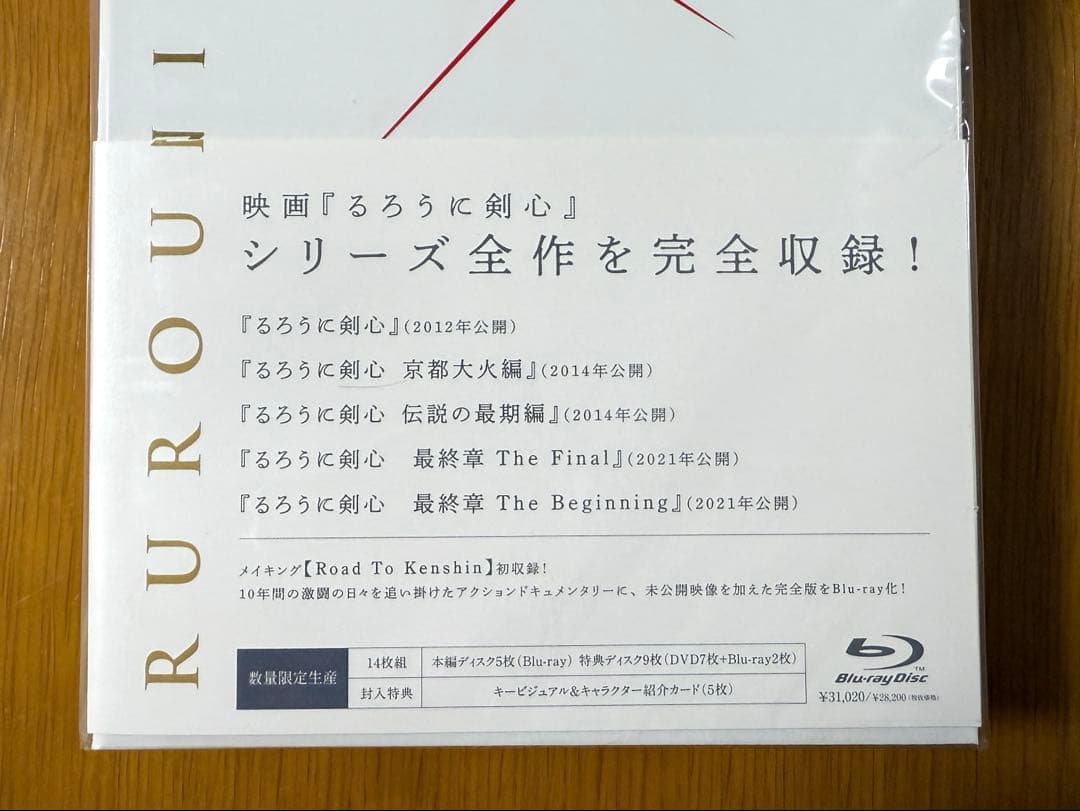 RUROUNI
映画『るろうに剣心』
シリーズ全作を完全収録!
『るろうに剣心』(2012年公開)
『るろうに剣心 京都大火編』(2014年公開)
『るろうに剣心 伝説の最期編』(2014年公開)
『るろうに剣心 最終章 The Final』(2021年公開)
『るろうに剣心 最終章 The Beginning』(2021年公開)
メイキング【Road To Kenshin】初収録!
10年間の激闘の日々を追い掛けたアクションドキュメンタリーに、未公開映像を加えた完全版をBlu-ray化!
数量限定生産
14枚組 本編ディスク5枚(Blu-ray) 特典ディスク9枚(DVD7枚+Blu-ray2枚)
封入特典 キービジュアル&キャラクター紹介カード(5枚)
Blu-ray Disc™
¥31,020/¥28,200(税抜価格)